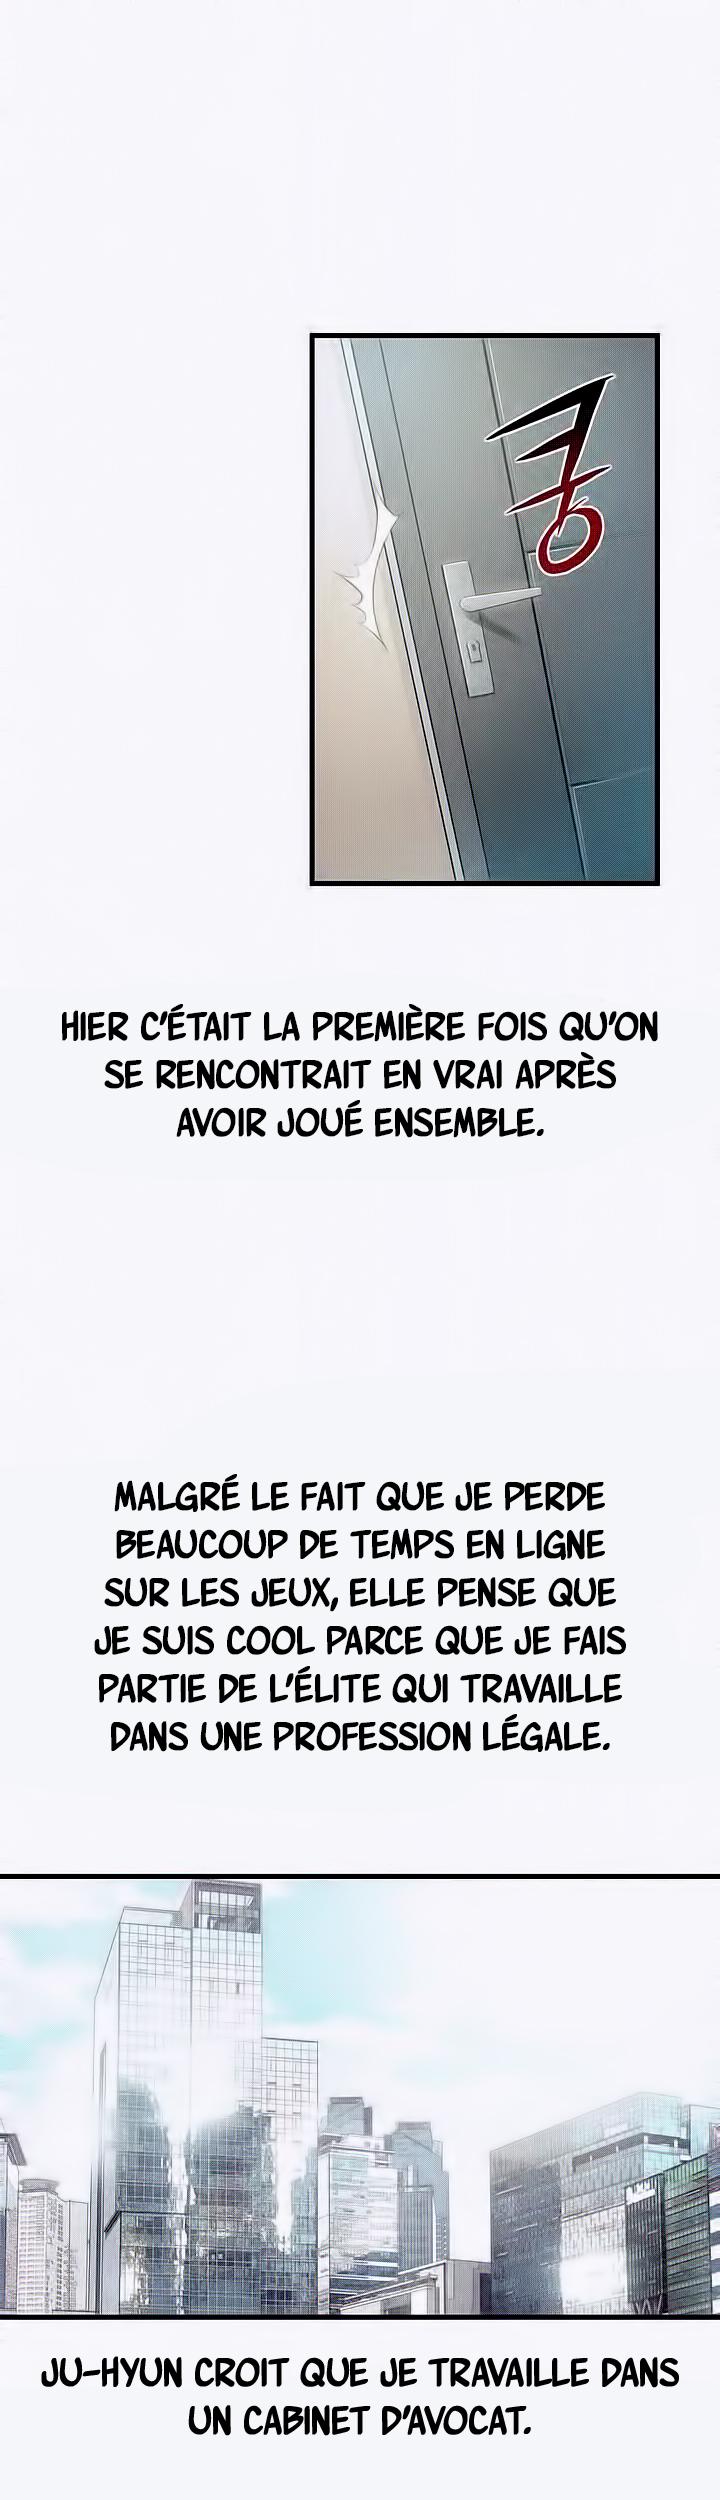 쿵
HIER C'ÉTAIT LA PREMIÈRE FOIS QU'ON
SE RENCONTRAIT EN VRAI APRÈS
AVOIR JOUÉ ENSEMBLE.
MALGRÉ LE FAIT QUE JE PERDE
BEAUCOUP DE TEMPS EN LIGNE
SUR LES JEUX, ELLE PENSE QUE
JE SUIS COOL PARCE QUE JE FAIS
PARTIE DE L'ÉLITE QUI TRAVAILLE
DANS UNE PROFESSION LÉGALE.
JU-HYUN CROIT QUE JE TRAVAILLE DANS
UN CABINET D'AVOCAT.